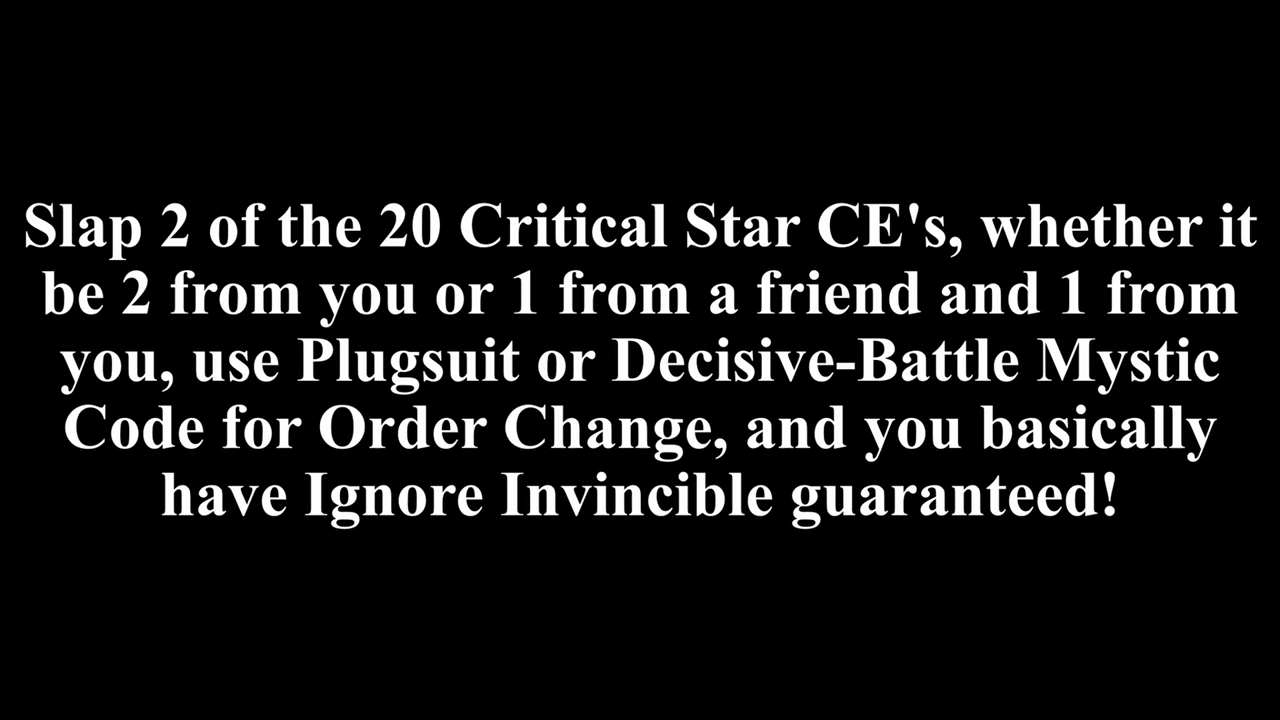 Slap 2 of the 20 Critical Star CE's, whether it
be 2 from you or 1 from a friend and 1 from
you, use Plugsuit or Decisive-Battle Mystic
Code for Order Change, and you basically
have Ignore Invincible guaranteed!